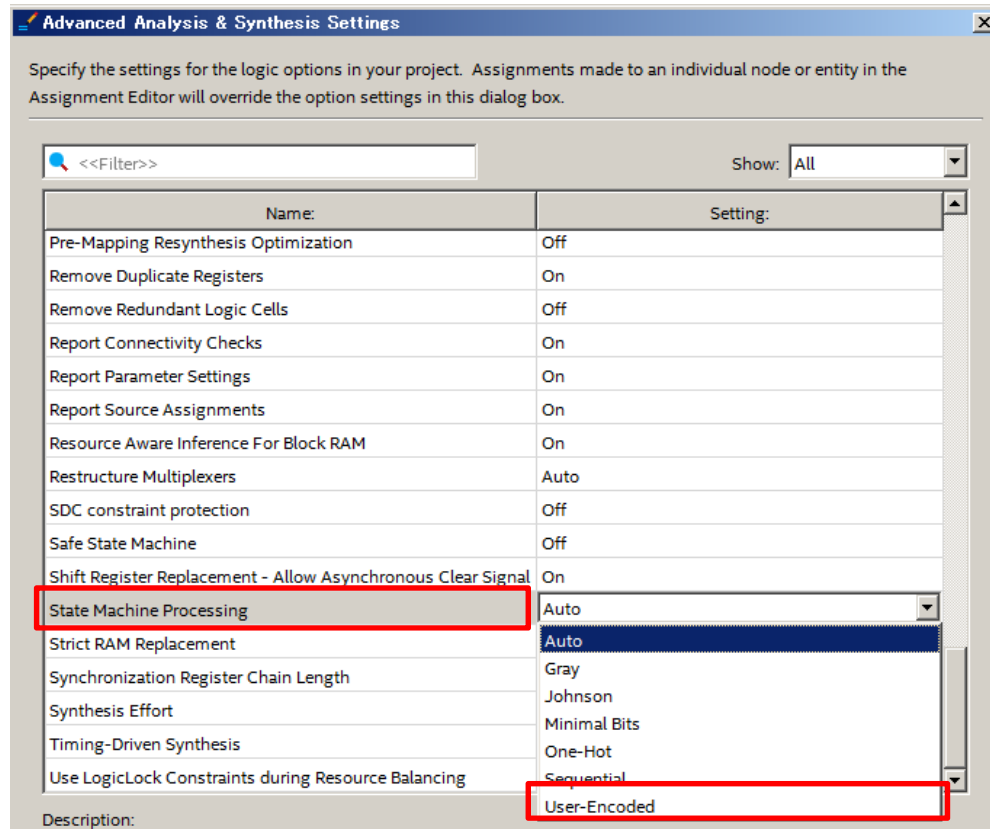 Advanced Analysis & Synthesis Settings
Specify the settings for the logic options in your project. Assignments made to an individual node or entity in the
Assignment Editor will override the option settings in this dialog box.
<<Filter>>
Show: All
Name: Setting:
Pre-Mapping Resynthesis Optimization Off
Remove Duplicate Registers On
Remove Redundant Logic Cells Off
Report Connectivity Checks On
Report Parameter Settings On
Report Source Assignments On
Resource Aware Inference For Block RAM On
Restructure Multiplexers Auto
SDC constraint protection Off
Safe State Machine Off
Shift Register Replacement - Allow Asynchronous Clear Signal On
State Machine Processing Auto
Strict RAM Replacement Auto
Synchronization Register Chain Length Gray
Johnson
Synthesis Effort Minimal Bits
Timing-Driven Synthesis One-Hot
Use LogicLock Constraints during Resource Balancing Sequential
User-Encoded
Description: